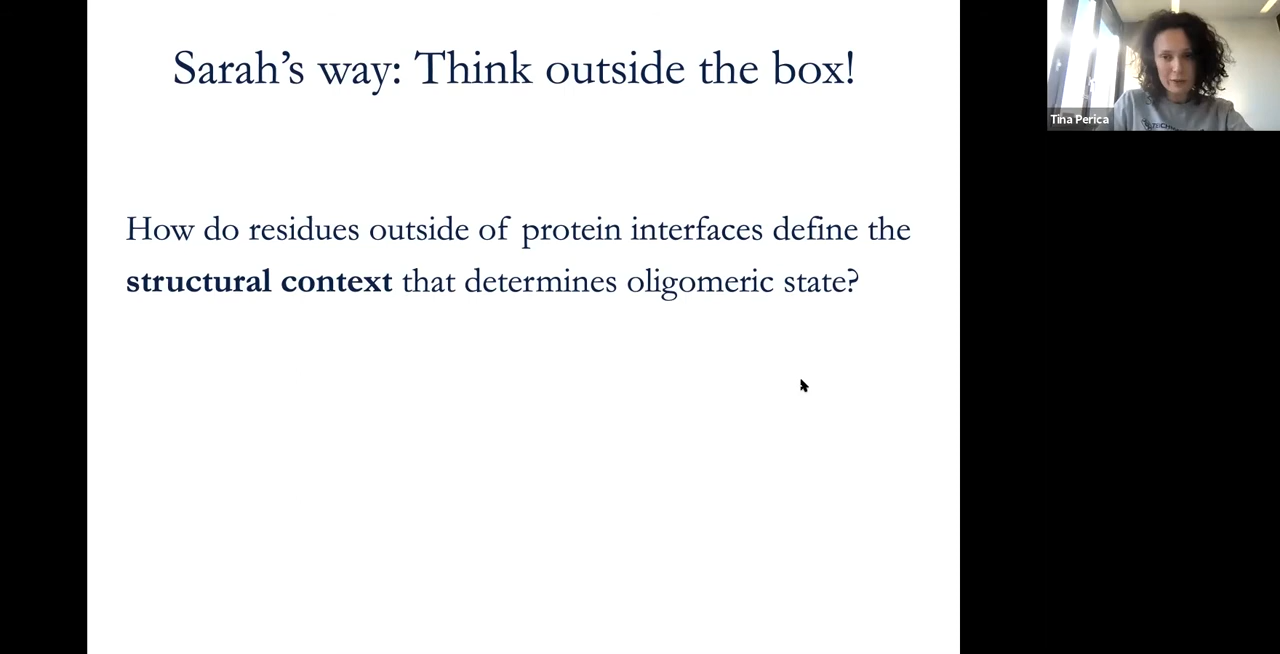 Sarah's way: Think outside the box!
How do residues outside of protein interfaces define the
structural context that determines oligomeric state?
Tina Perica